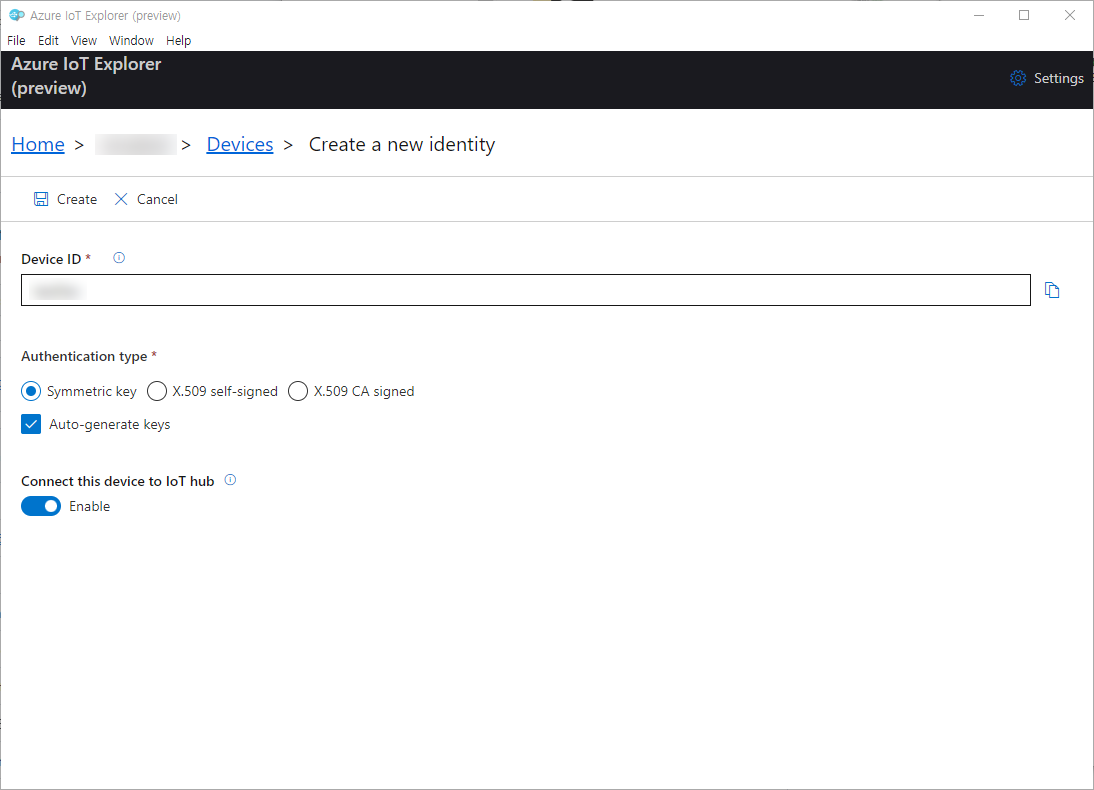 Azure IoT Explorer (preview)
File Edit View Window Help
Azure IoT Explorer
(preview)
Settings
Home > > Devices > Create a new identity
Create Cancel
Device ID *
Authentication type *
Symmetric key X.509 self-signed X.509 CA signed
Auto-generate keys
Connect this device to IoT hub
Enable